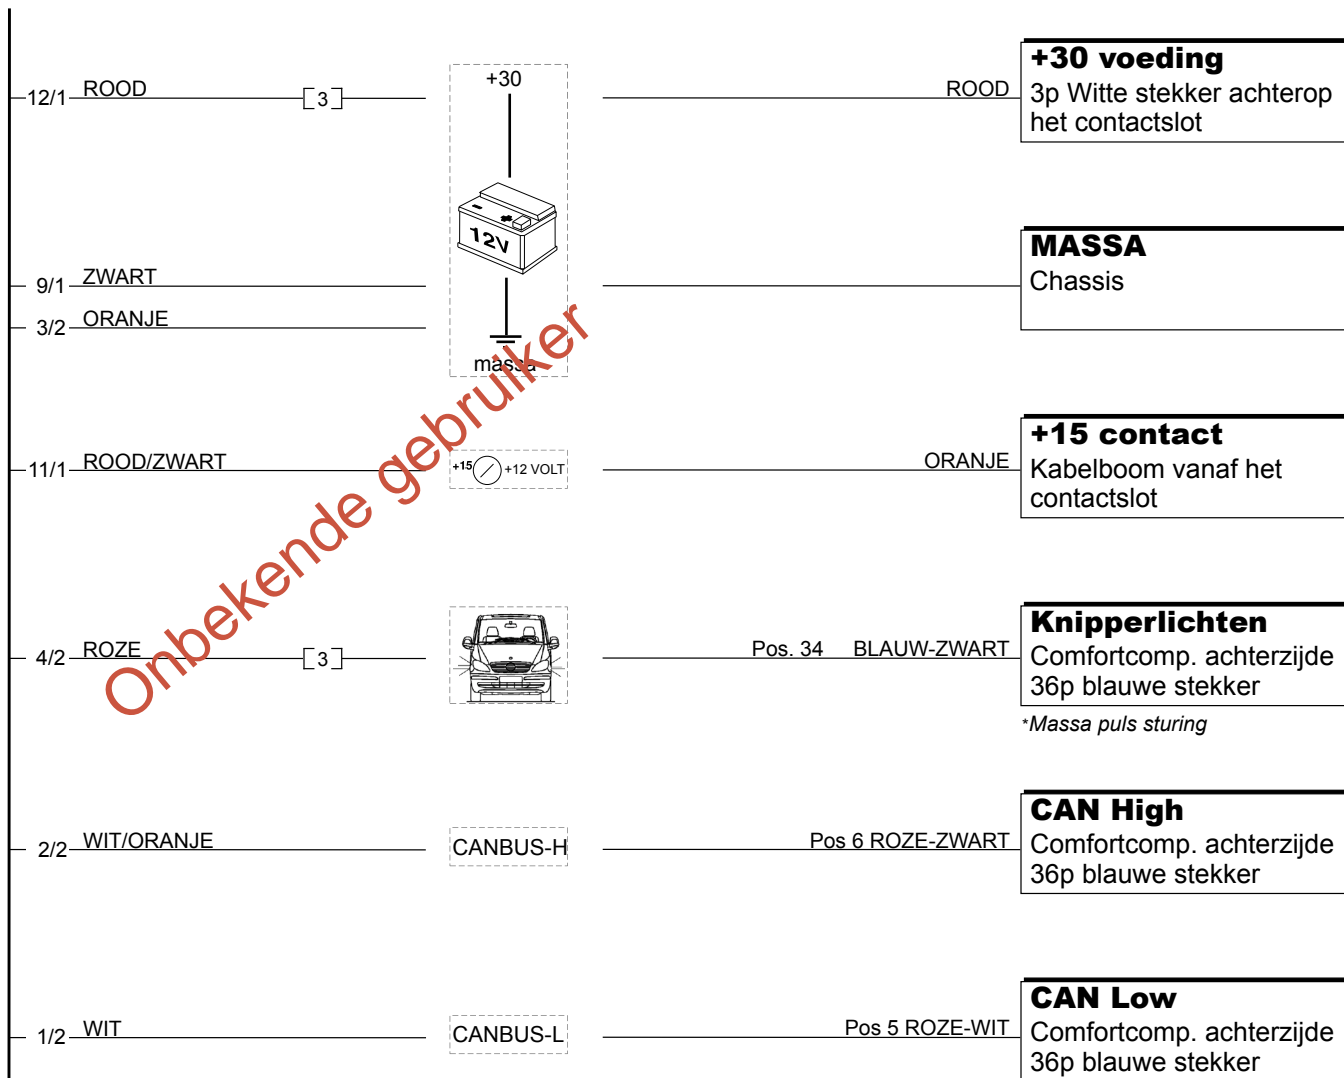 12/1 ROOD [3] +30 ROOD
+30 voeding
3p Witte stekker achterop
het contactslot
12V
9/1 ZWART
3/2 ORANJE
massa
MASSA
Chassis
11/1 ROOD/ZWART +15 +12 VOLT ORANJE
+15 contact
Kabelboom vanaf het
contactslot
Onbekende gebruiker
4/2 ROZE [3] Pos. 34 BLAUW-ZWART
Knipperlichten
Comfortcomp. achterzijde
36p blauwe stekker
*Massa puls sturing
2/2 WIT/ORANJE CANBUS-H Pos 6 ROZE-ZWART
CAN High
Comfortcomp. achterzijde
36p blauwe stekker
1/2 WIT CANBUS-L Pos 5 ROZE-WIT
CAN Low
Comfortcomp. achterzijde
36p blauwe stekker